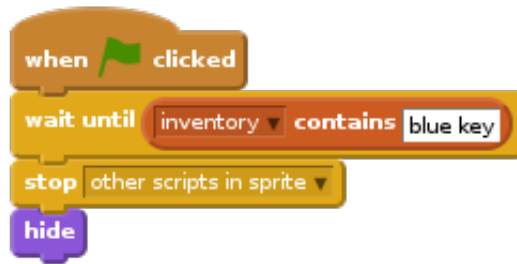 when clicked
wait until inventory contains blue key
stop other scripts in sprite
hide